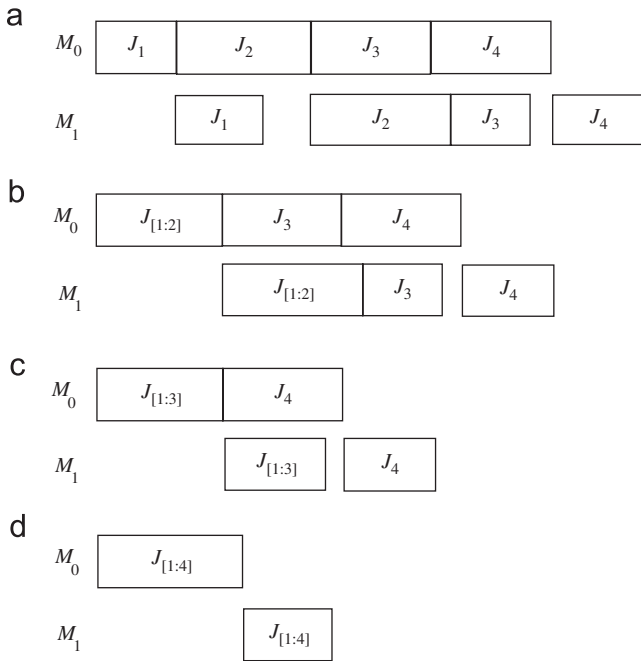 a
M0 J1 J2 J3 J4
M1 J1 J2 J3 J4
b
M0 J[1:2] J3 J4
M1 J[1:2] J3 J4
c
M0 J[1:3] J4
M1 J[1:3] J4
d
M0 J[1:4]
M1 J[1:4]